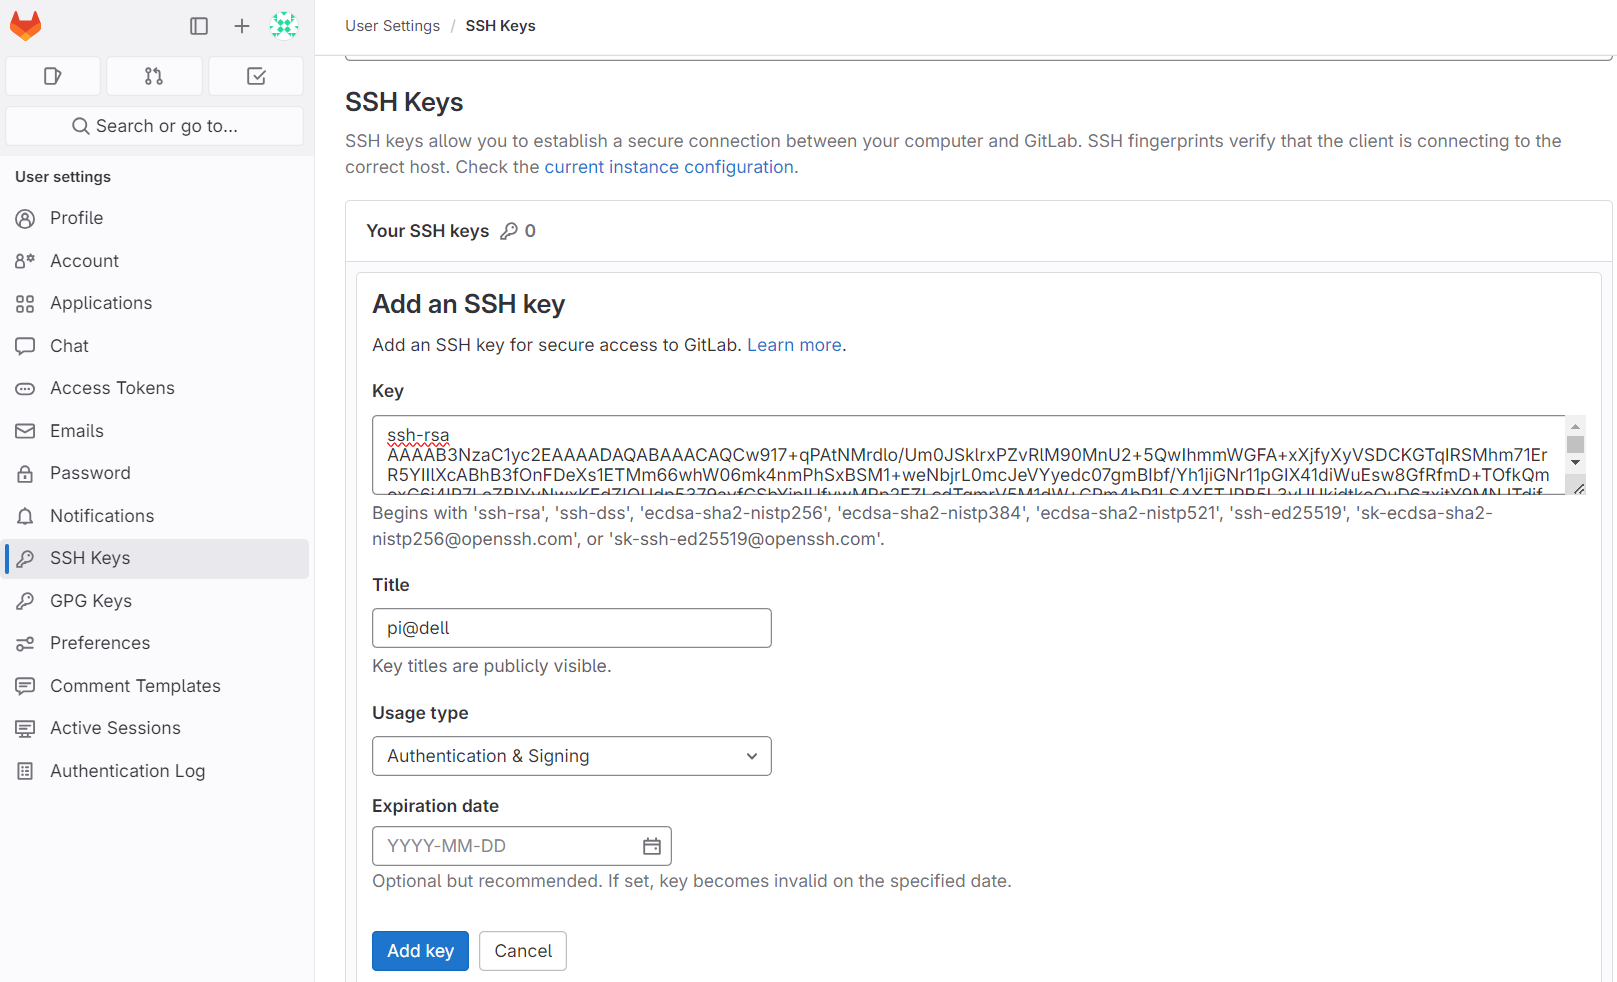 User Settings / SSH Keys
Search or go to...
User settings
Profile
Account
Applications
Chat
Access Tokens
Emails
Password
Notifications
SSH Keys
GPG Keys
Preferences
Comment Templates
Active Sessions
Authentication Log
SSH Keys
SSH keys allow you to establish a secure connection between your computer and GitLab. SSH fingerprints verify that the client is connecting to the
correct host. Check the current instance configuration.
Your SSH keys 0
Add an SSH key
Add an SSH key for secure access to GitLab. Learn more.
Key
ssh-rsa
AAAAB3NzaC1yc2EAAAADAQABAAACAQCw917+qPAtNMrdlo/Um0JSklrxPZvRlM90MnU2+5QwIhmmWGFA+xXjfyXyVSDCKGTqIRSMhm71Er
R5YIIlXcABhB3fOnFDeXs1ETMm66whW06mk4nmPhSxBSM1+weNbjrL0mcJeVYyedc07gmBIbf/Yh1jiGNr11pGIX41diWuEsw8GfRfmD+TOfkQm
Begins with 'ssh-rsa', 'ssh-dss', 'ecdsa-sha2-nistp256', 'ecdsa-sha2-nistp384', 'ecdsa-sha2-nistp521', 'ssh-ed25519', 'sk-ecdsa-sha2-
nistp256@openssh.com', or 'sk-ssh-ed25519@openssh.com'.
Title
pi@dell
Key titles are publicly visible.
Usage type
Authentication & Signing
Expiration date
YYYY-MM-DD
Optional but recommended. If set, key becomes invalid on the specified date.
Add key
Cancel